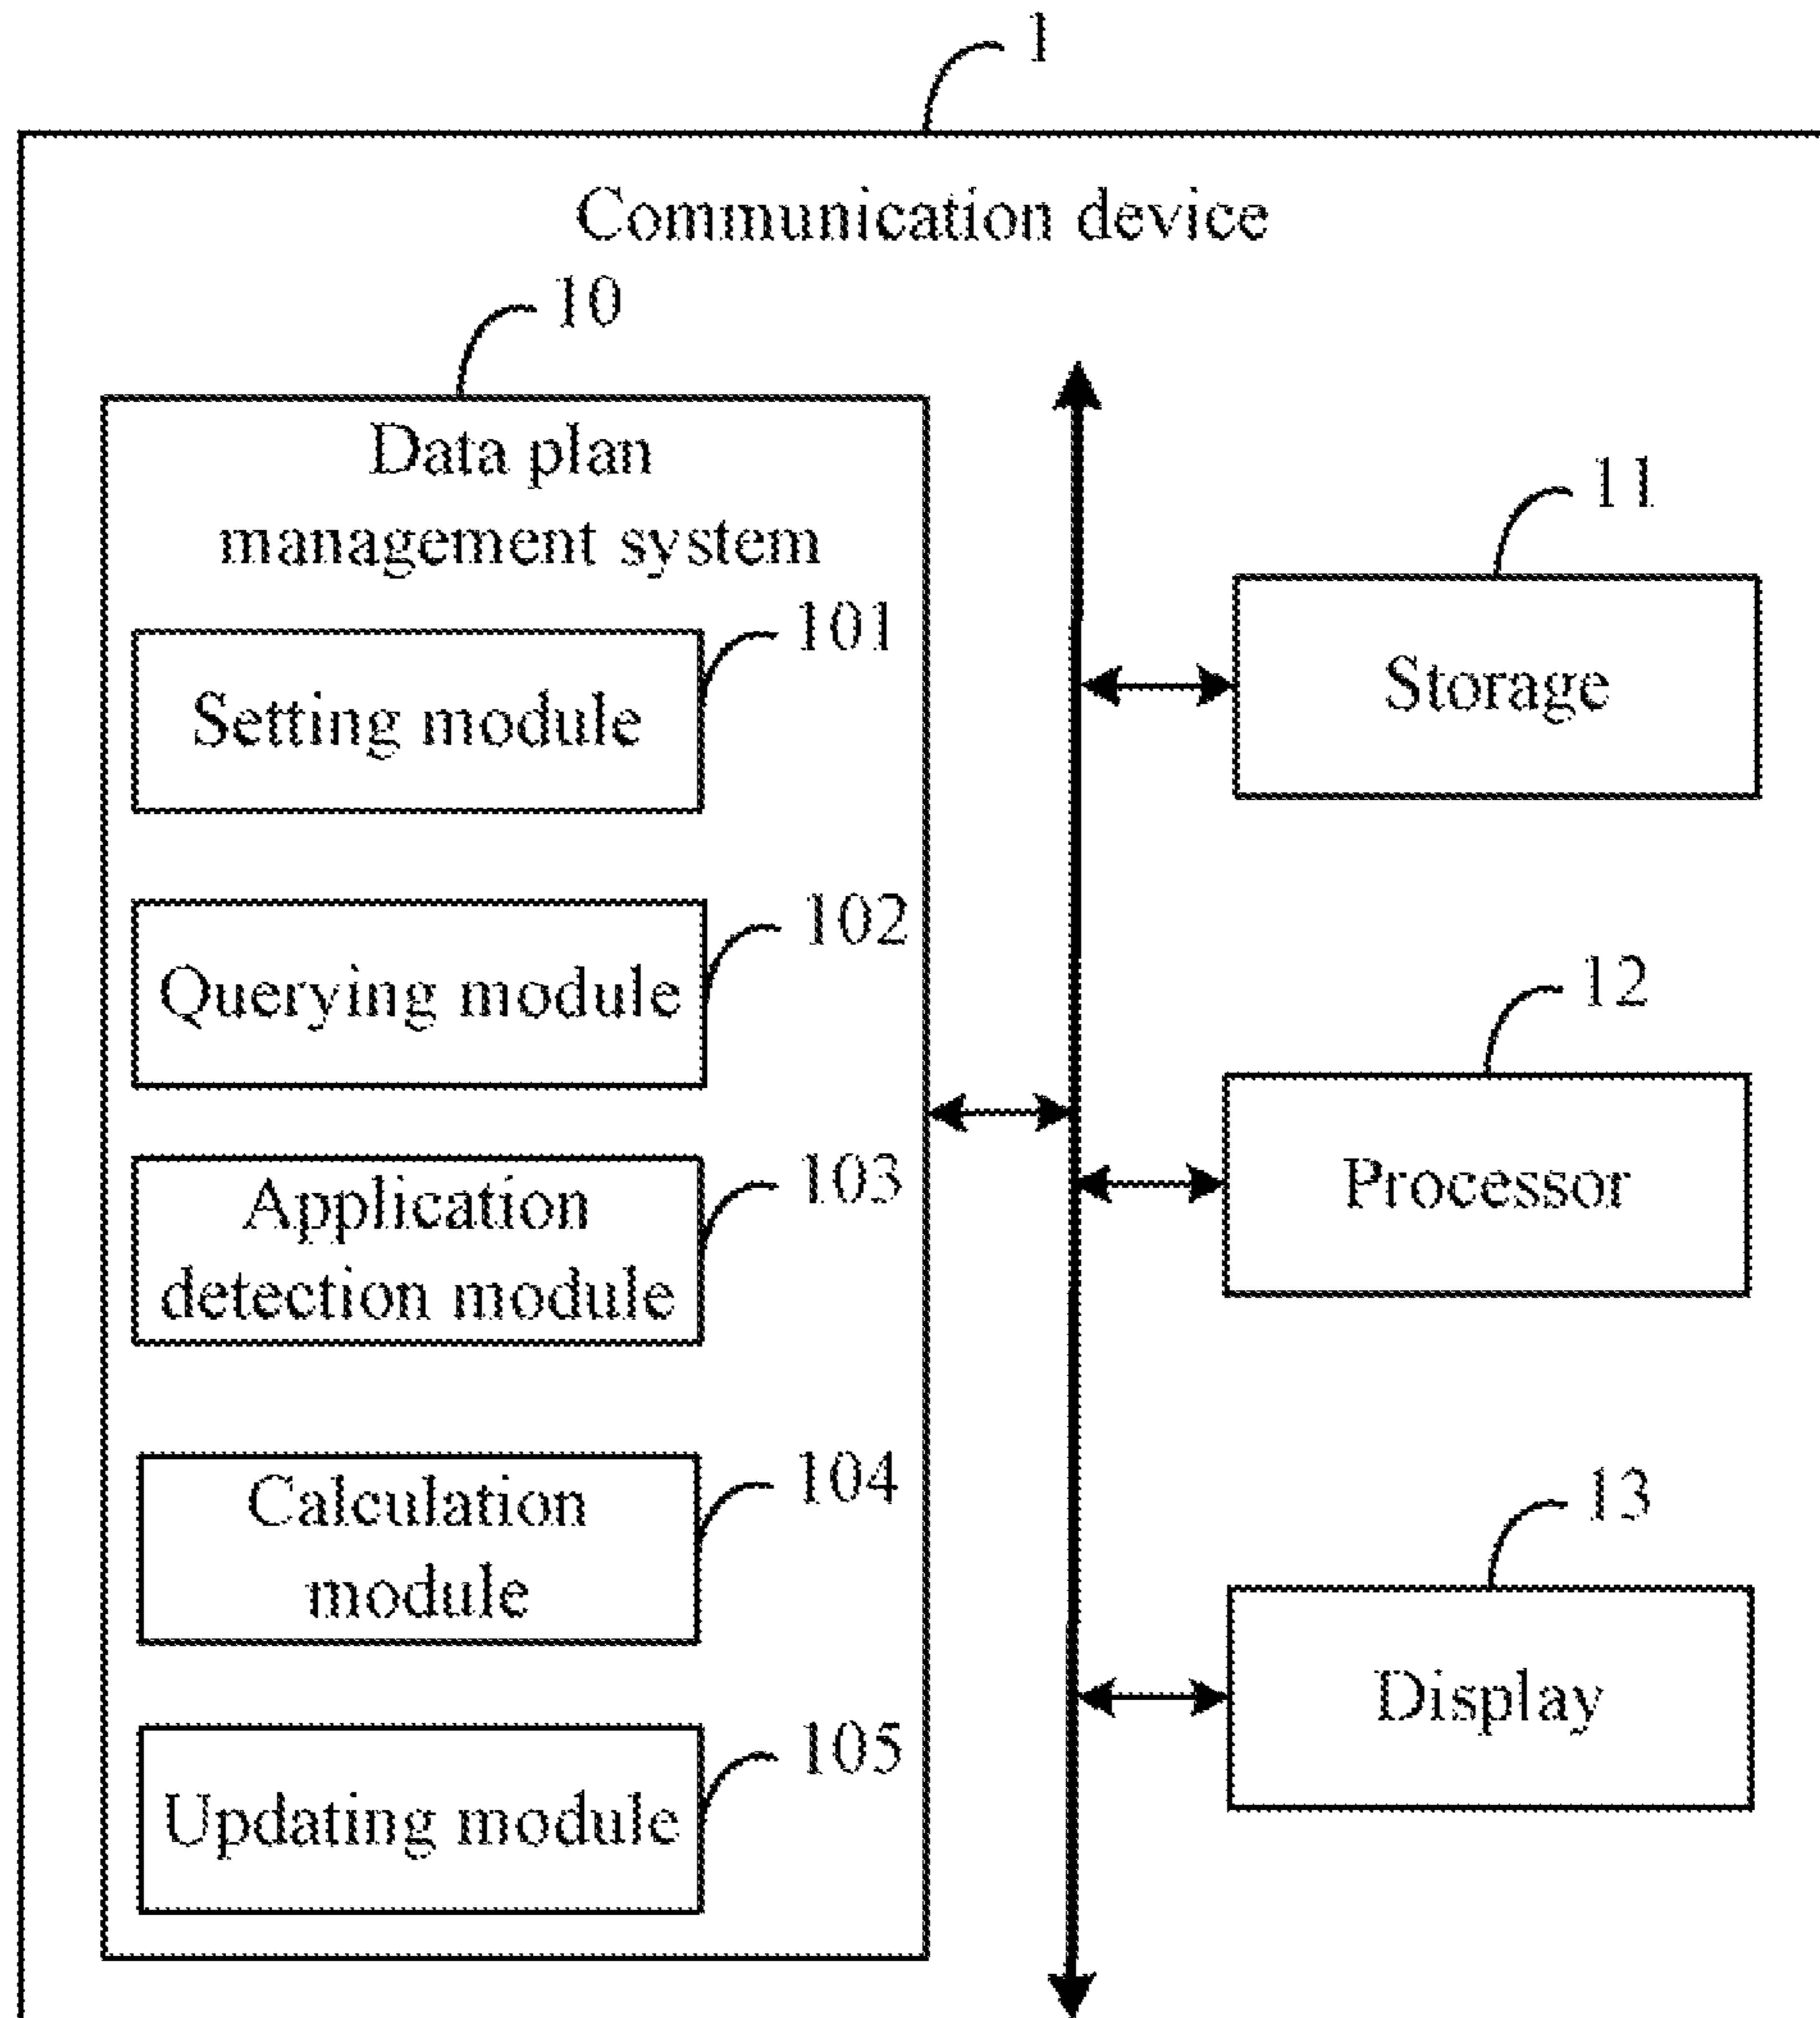 1
Communication device
10
Data plan
management system
101
Setting module
102
Querying module
103
Application
detection module
104
Calculation
module
105
Updating module
11
Storage
12
Processor
13
Display